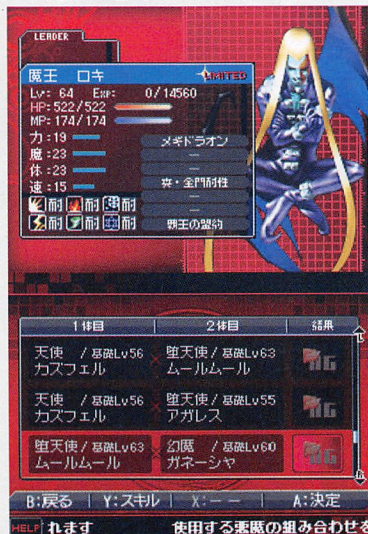 LEADER
魔王 ロキ
LIMITED
Lv: 64 Exp: 0/14560
HP:522/522
MP:174/174
力:19
メギドラオン
魔:23
－
体:23
－
速:15
－
耐 耐 耐
耐 耐 耐
覇王の盟約
1体目 2体目 結果
天使 / 基礎Lv56 堕天使 / 基礎Lv63
カズフェル × ムールムール NG
天使 / 基礎Lv56 堕天使 / 基礎Lv55
カズフェル × アガレス NG
堕天使 / 基礎Lv63 幻魔 / 基礎Lv60
ムールムール × ガネーシャ NG
L
R
B:戻る Y:スキル X:－－ A:決定
HELP れます 使用する悪魔の組み合わせを